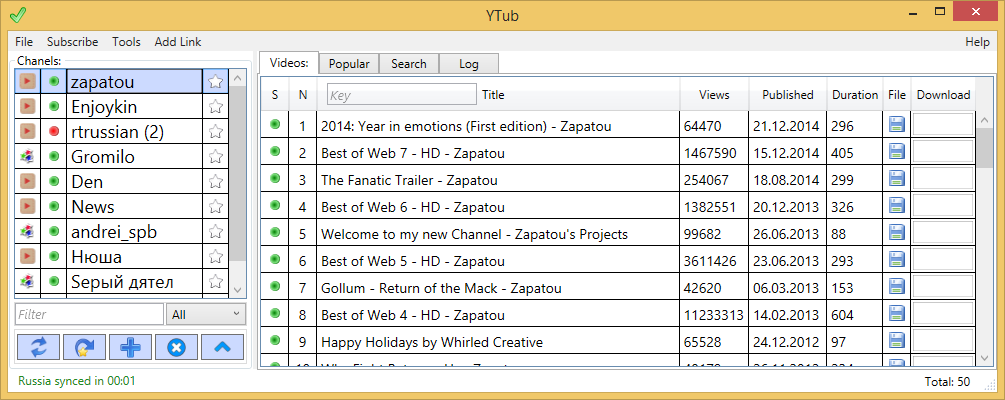 YTub
File Subscribe Tools Add Link Help
Chanels:
zapatou
Enjoykin
rtrussian (2)
Gromilo
Den
News
andrei_spb
Нюша
Sерый дятел
Filter All
Russia synced in 00:01
Videos: Popular Search Log
S N Key Title Views Published Duration File Download
1 2014: Year in emotions (First edition) - Zapatou 64470 21.12.2014 296
2 Best of Web 7 - HD - Zapatou 1467590 15.12.2014 405
3 The Fanatic Trailer - Zapatou 254067 18.08.2014 299
4 Best of Web 6 - HD - Zapatou 1382551 20.12.2013 326
5 Welcome to my new Channel - Zapatou's Projects 99682 26.06.2013 88
6 Best of Web 5 - HD - Zapatou 3611426 23.06.2013 293
7 Gollum - Return of the Mack - Zapatou 42620 06.03.2013 153
8 Best of Web 4 - HD - Zapatou 11233313 14.02.2013 604
9 Happy Holidays by Whirled Creative 65528 24.12.2012 97
Total: 50